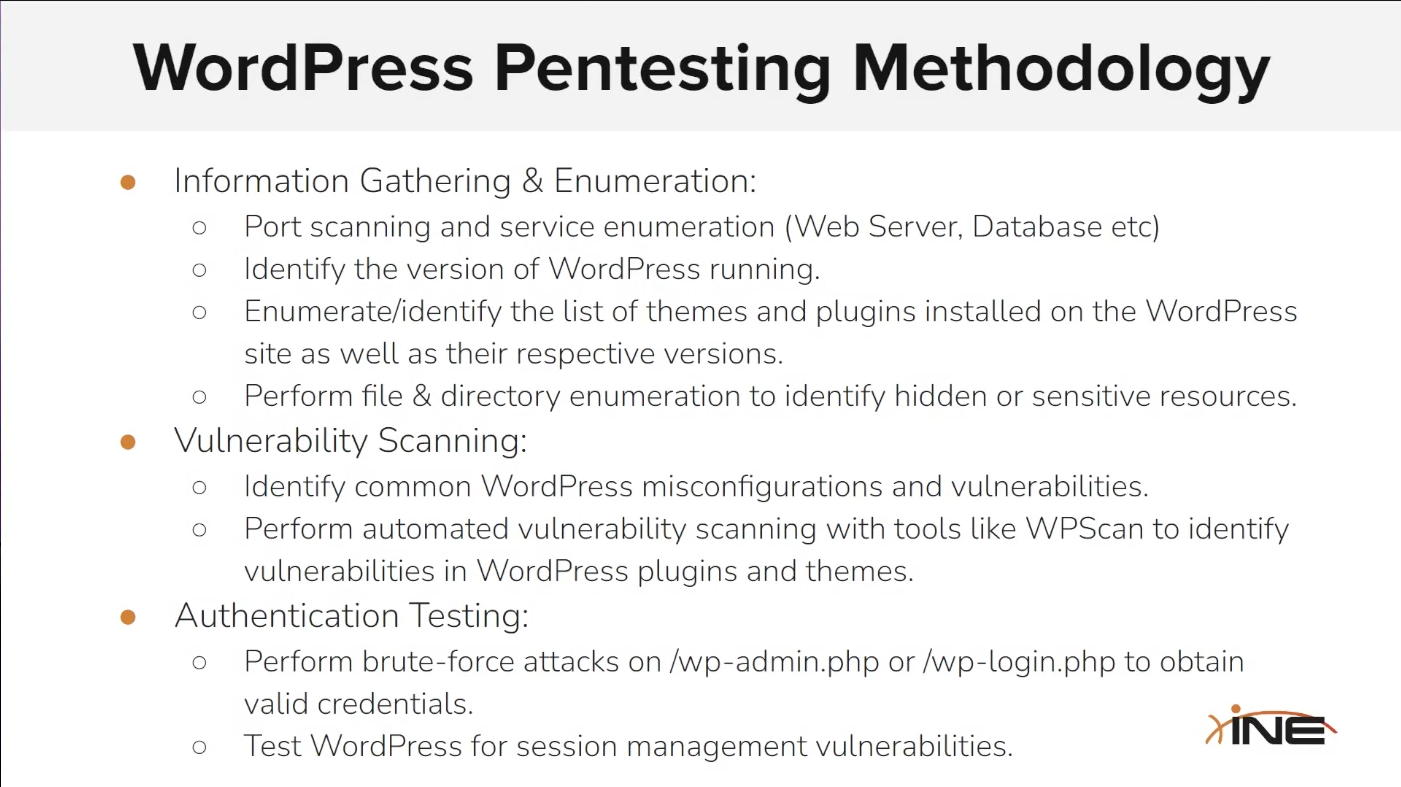 WordPress Pentesting Methodology
● Information Gathering & Enumeration:
○ Port scanning and service enumeration (Web Server, Database etc)
○ Identify the version of WordPress running.
○ Enumerate/identify the list of themes and plugins installed on the WordPress
site as well as their respective versions.
○ Perform file & directory enumeration to identify hidden or sensitive resources.
● Vulnerability Scanning:
○ Identify common WordPress misconfigurations and vulnerabilities.
○ Perform automated vulnerability scanning with tools like WPScan to identify
vulnerabilities in WordPress plugins and themes.
● Authentication Testing:
○ Perform brute-force attacks on /wp-admin.php or /wp-login.php to obtain
valid credentials.
○ Test WordPress for session management vulnerabilities.
INE